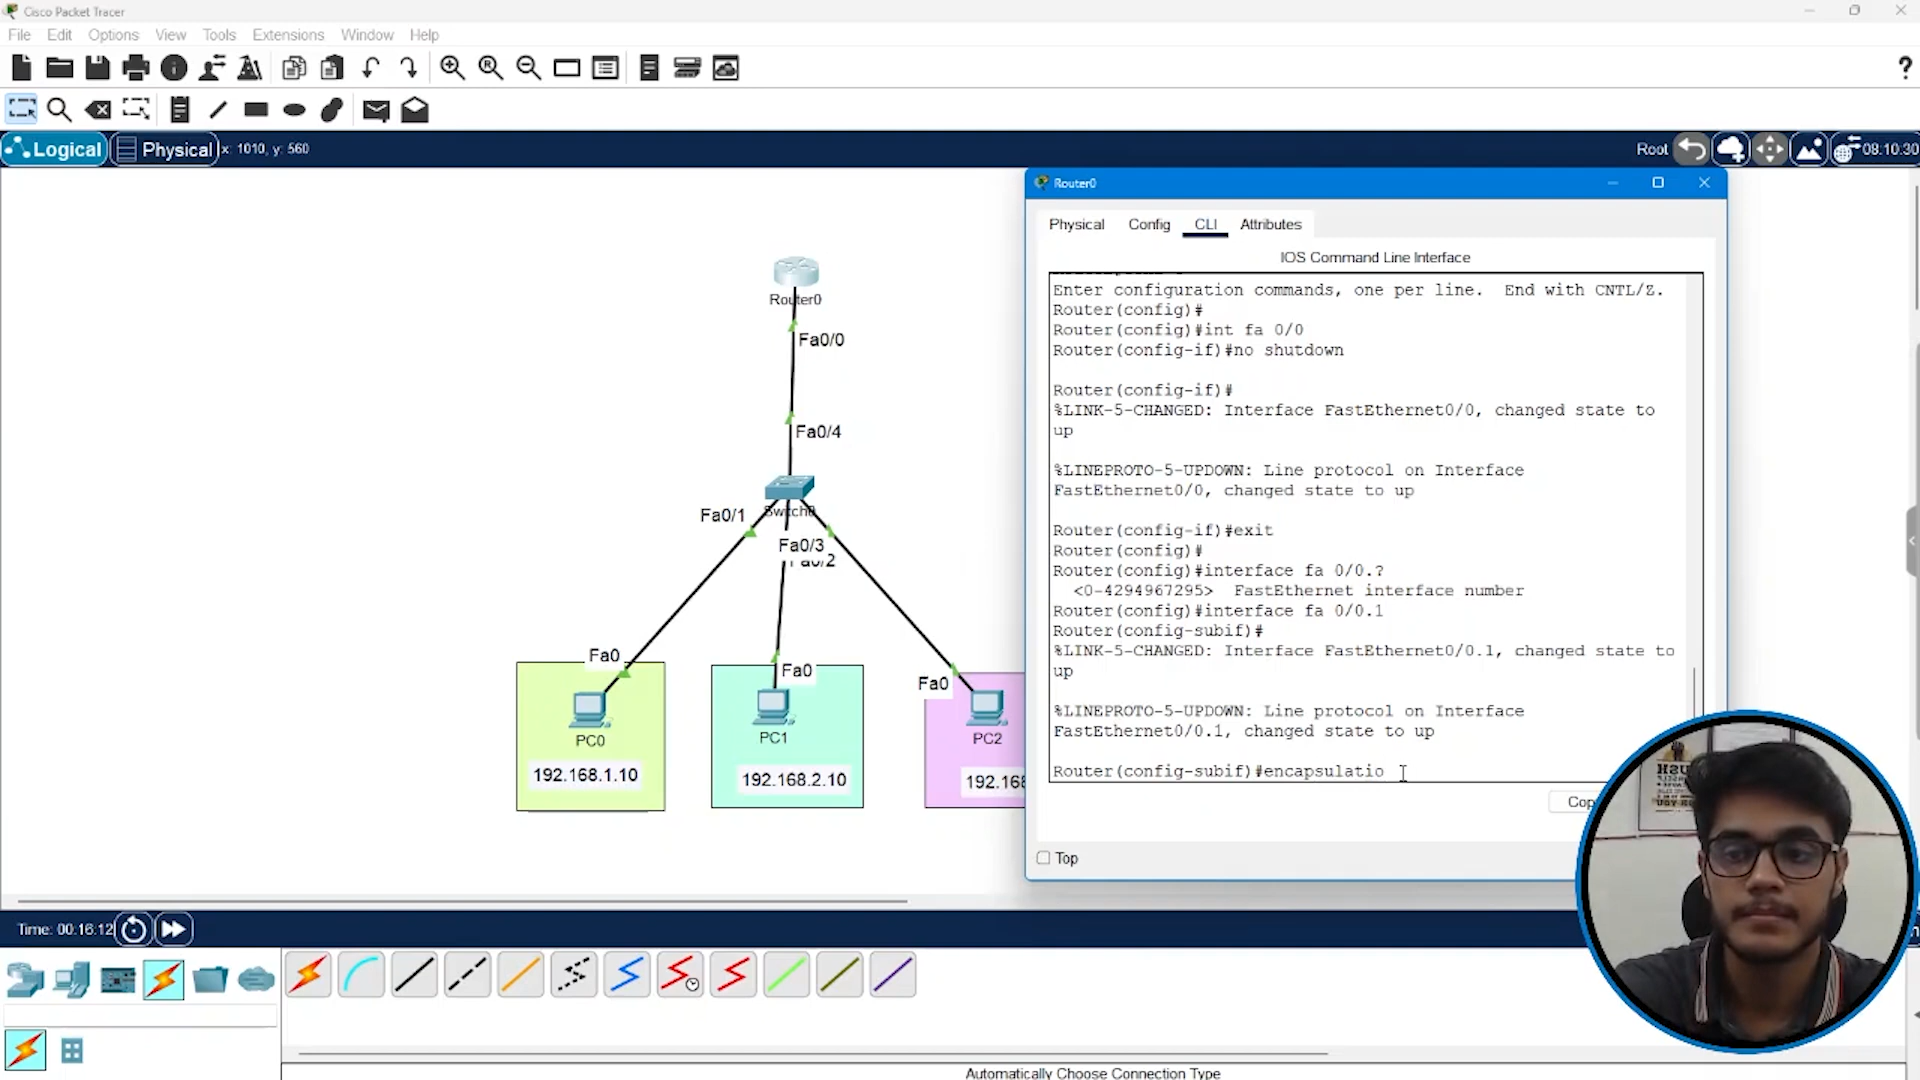 Cisco Packet Tracer
File Edit Options View Tools Extensions Window Help
Logical Physical x: 1010, y: 560
Root 08:10:30
Router0
Physical Config CLI Attributes
IOS Command Line Interface
Enter configuration commands, one per line. End with CNTL/Z.
Router(config)#
Router(config)#int fa 0/0
Router(config-if)#no shutdown
Router(config-if)#
%LINK-5-CHANGED: Interface FastEthernet0/0, changed state to
up
%LINEPROTO-5-UPDOWN: Line protocol on Interface
FastEthernet0/0, changed state to up
Router(config-if)#exit
Router(config)#
Router(config)#interface fa 0/0.?
<0-4294967295> FastEthernet interface number
Router(config)#interface fa 0/0.1
Router(config-subif)#
%LINK-5-CHANGED: Interface FastEthernet0/0.1, changed state to
up
%LINEPROTO-5-UPDOWN: Line protocol on Interface
FastEthernet0/0.1, changed state to up
Router(config-subif)#encapsulatio
Cop
Top
Router0
Fa0/0
Fa0/4
Switch0
Fa0/1
Fa0/3
Fa0/2
Fa0
Fa0
Fa0
PC0
PC1
PC2
192.168.1.10
192.168.2.10
192.168
Time: 00:16:12
Automatically Choose Connection Type